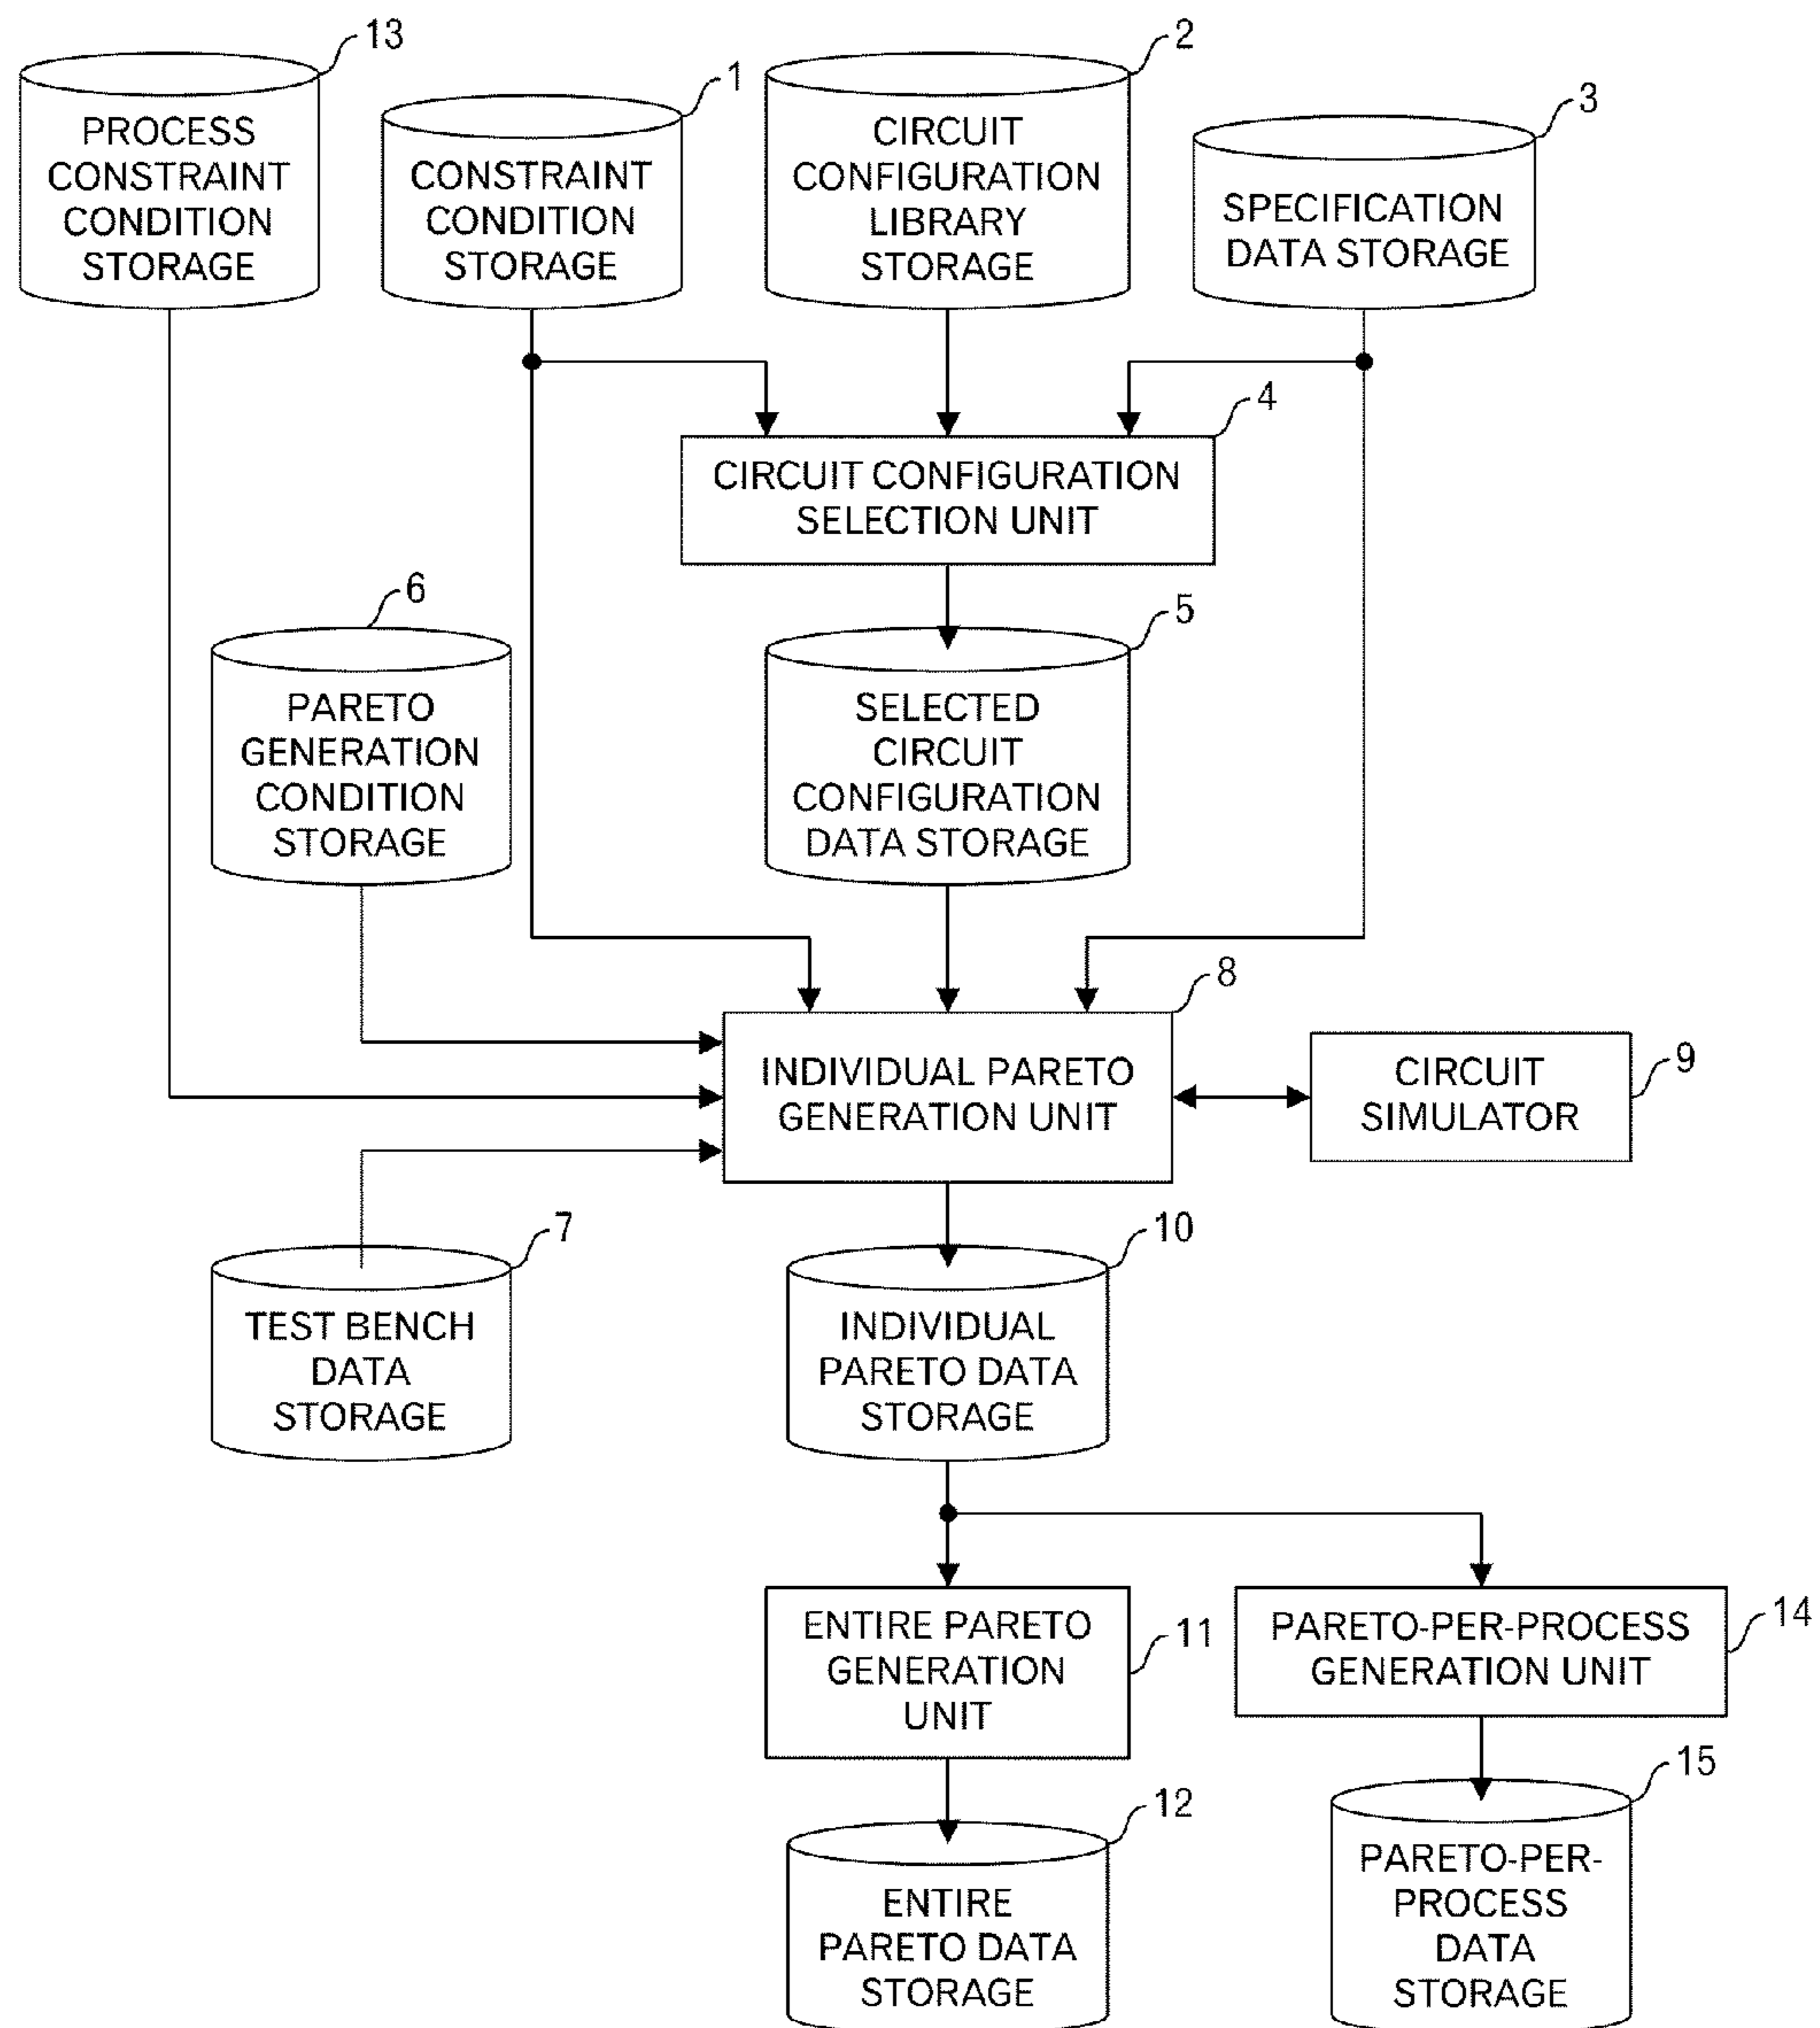 13
PROCESS
CONSTRAINT
CONDITION
STORAGE
1
CONSTRAINT
CONDITION
STORAGE
2
CIRCUIT
CONFIGURATION
LIBRARY
STORAGE
3
SPECIFICATION
DATA STORAGE
4
CIRCUIT CONFIGURATION
SELECTION UNIT
6
PARETO
GENERATION
CONDITION
STORAGE
5
SELECTED
CIRCUIT
CONFIGURATION
DATA STORAGE
8
INDIVIDUAL PARETO
GENERATION UNIT
9
CIRCUIT
SIMULATOR
7
TEST BENCH
DATA
STORAGE
10
INDIVIDUAL
PARETO DATA
STORAGE
11
ENTIRE PARETO
GENERATION
UNIT
14
PARETO-PER-PROCESS
GENERATION UNIT
12
ENTIRE
PARETO DATA
STORAGE
15
PARETO-PER-
PROCESS
DATA
STORAGE